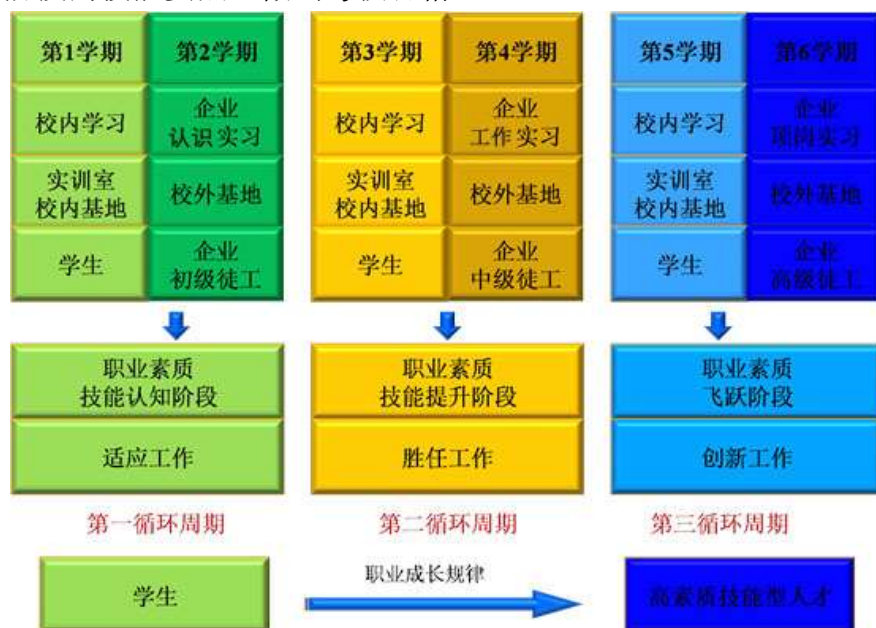 第1学期 第2学期 第3学期 第4学期 第5学期 第6学期
校内学习 企业 认识实习 校内学习 企业 工作实习 校内学习 企业 顶岗实习
实训室 校内基地 校外基地 实训室 校内基地 校外基地 实训室 校内基地 校外基地
学生 企业 初级徒工 学生 企业 中级徒工 学生 企业 高级徒工
职业素质 职业素质 职业素质
技能认知阶段 技能提升阶段 飞跃阶段
适应工作 胜任工作 创新工作
第一循环周期 第二循环周期 第三循环周期
学生 职业成长规律 高素质技能型人才